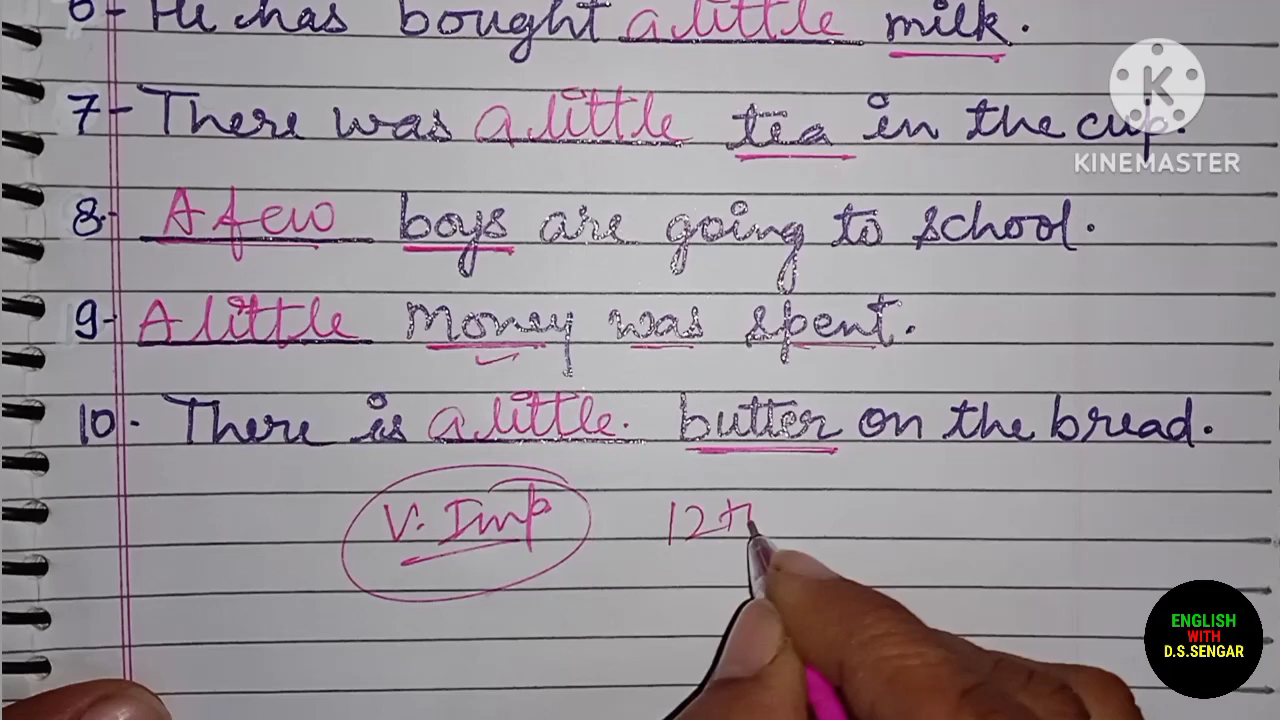 6- He has bought a little milk.
7- There was a little tea in the cup.
8- A few boys are going to school.
9- A little money was spent.
10. There is a little. butter on the bread.
V. Imp 12th
KINEMASTER
ENGLISH
WITH
D.S.SENGAR